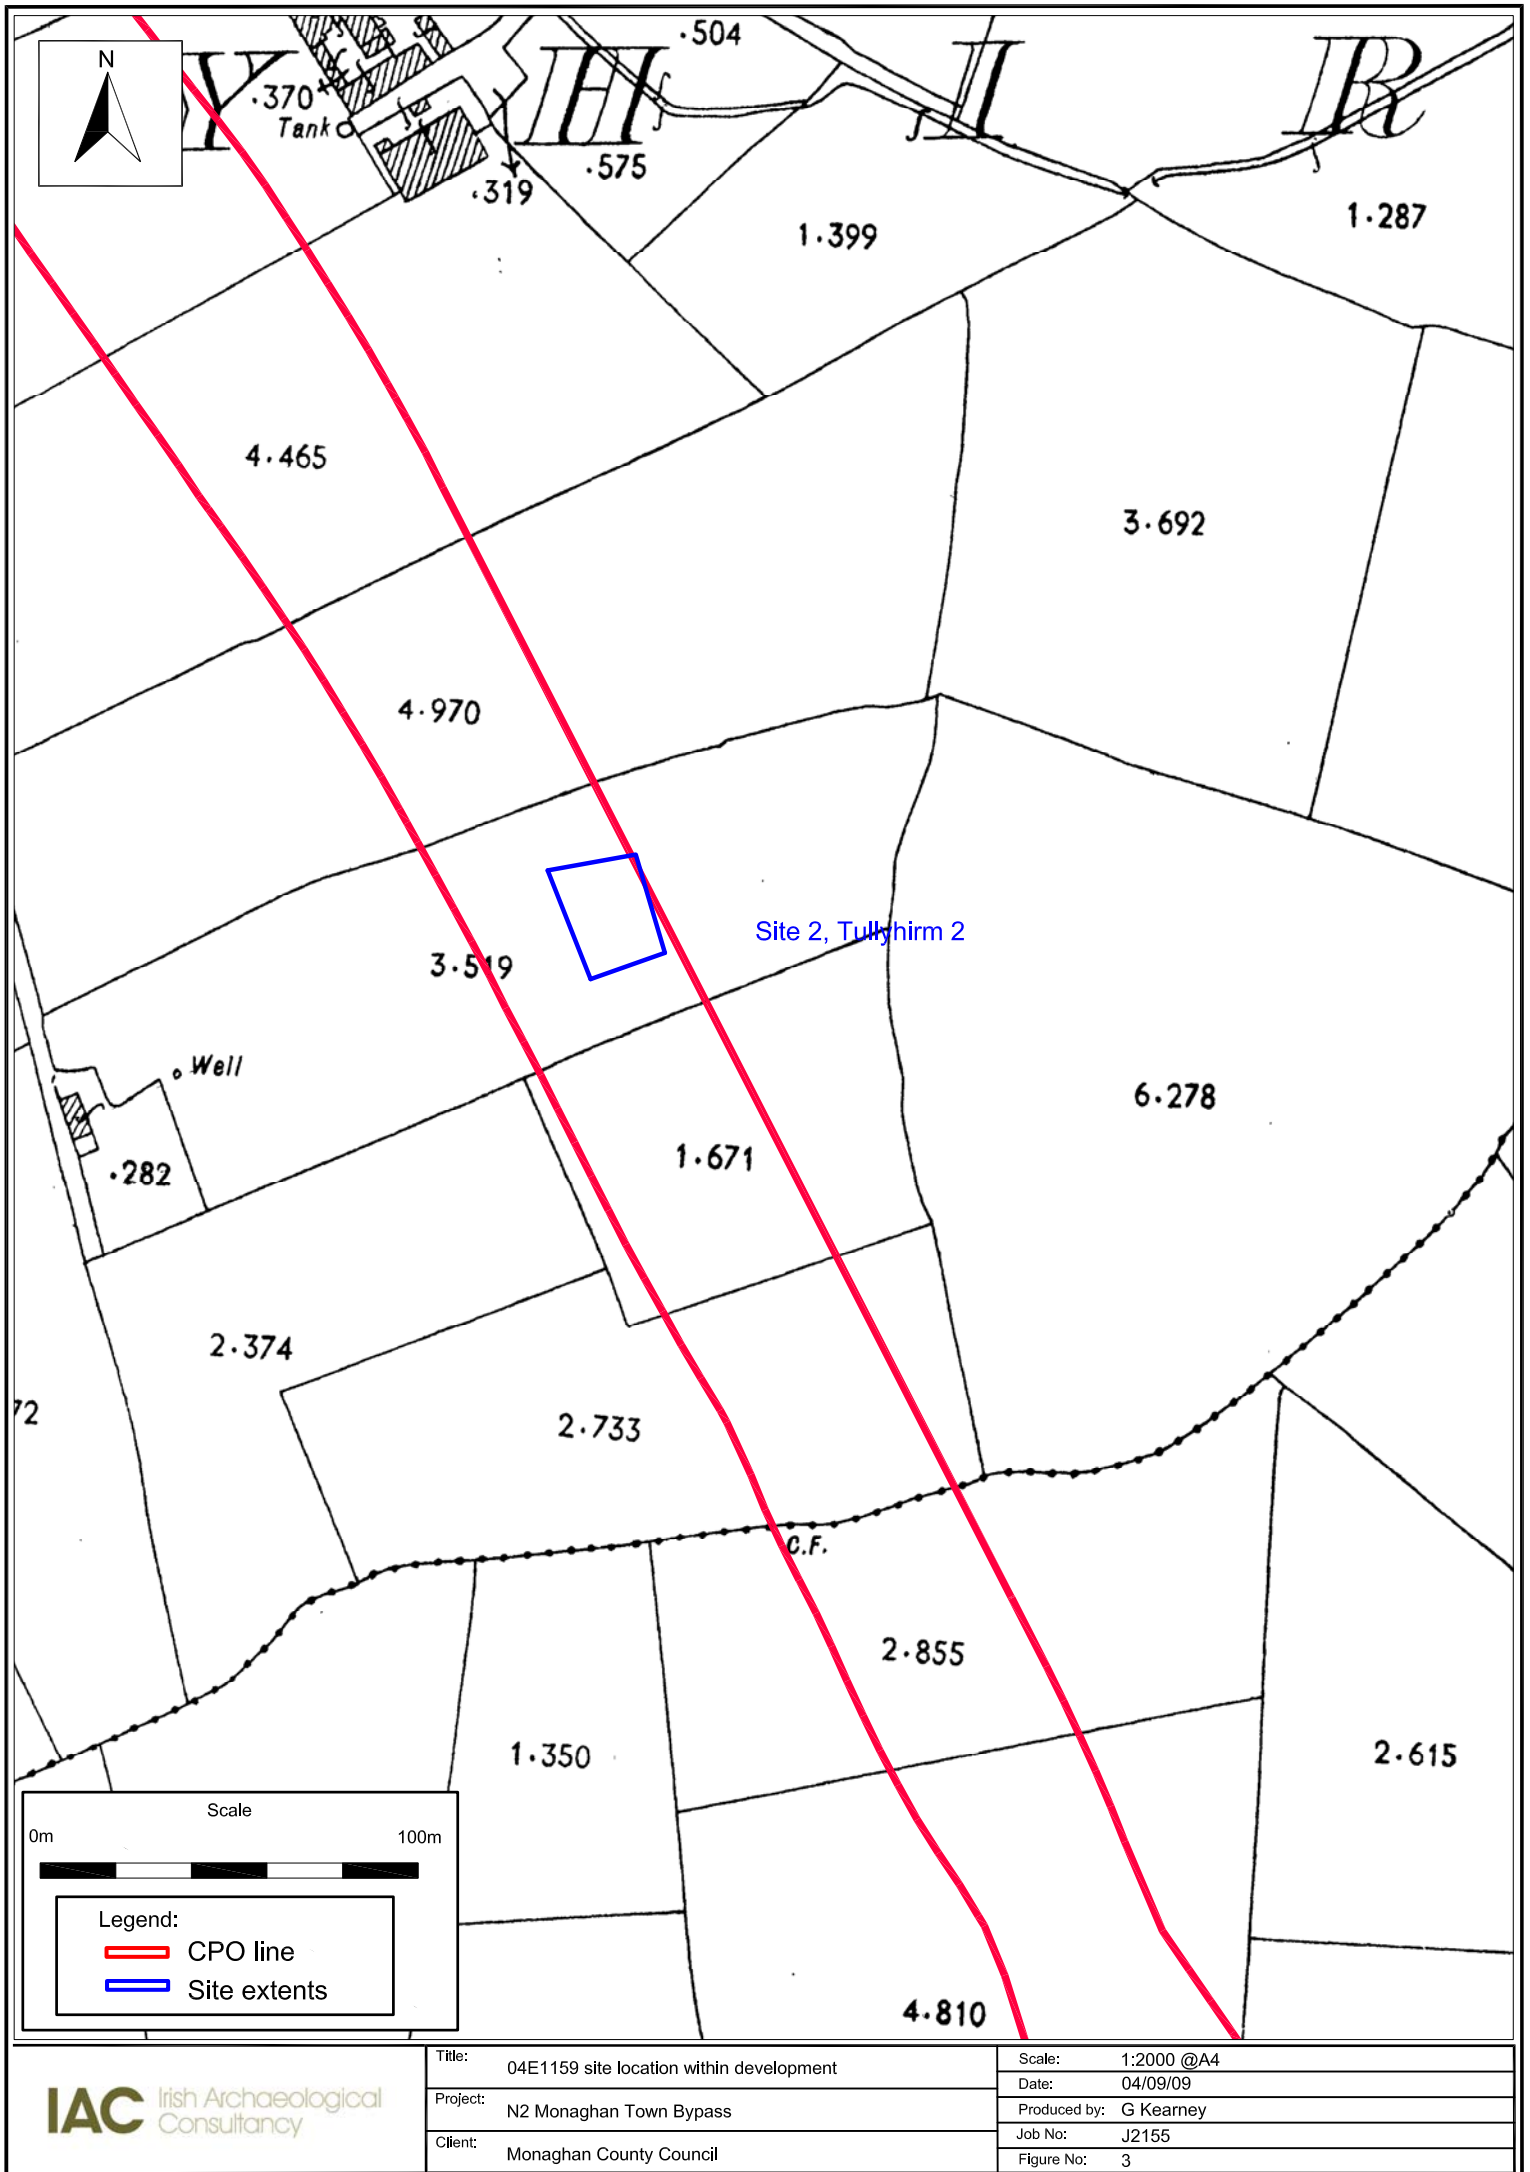 N
Y H I R
.504
.370
Tank
.319
.575
1.399
1.287
4.465
3.692
4.970
Site 2, Tullyhirm 2
3.519
Well
.282
1.671
6.278
2.374
72
2.733
C.F.
2.855
1.350
2.615
4.810
Scale
0m 100m
Legend:
CPO line
Site extents
IAC Irish Archaeological
Consultancy
Title: 04E1159 site location within development
Project: N2 Monaghan Town Bypass
Client: Monaghan County Council
Scale: 1:2000 @A4
Date: 04/09/09
Produced by: G Kearney
Job No: J2155
Figure No: 3